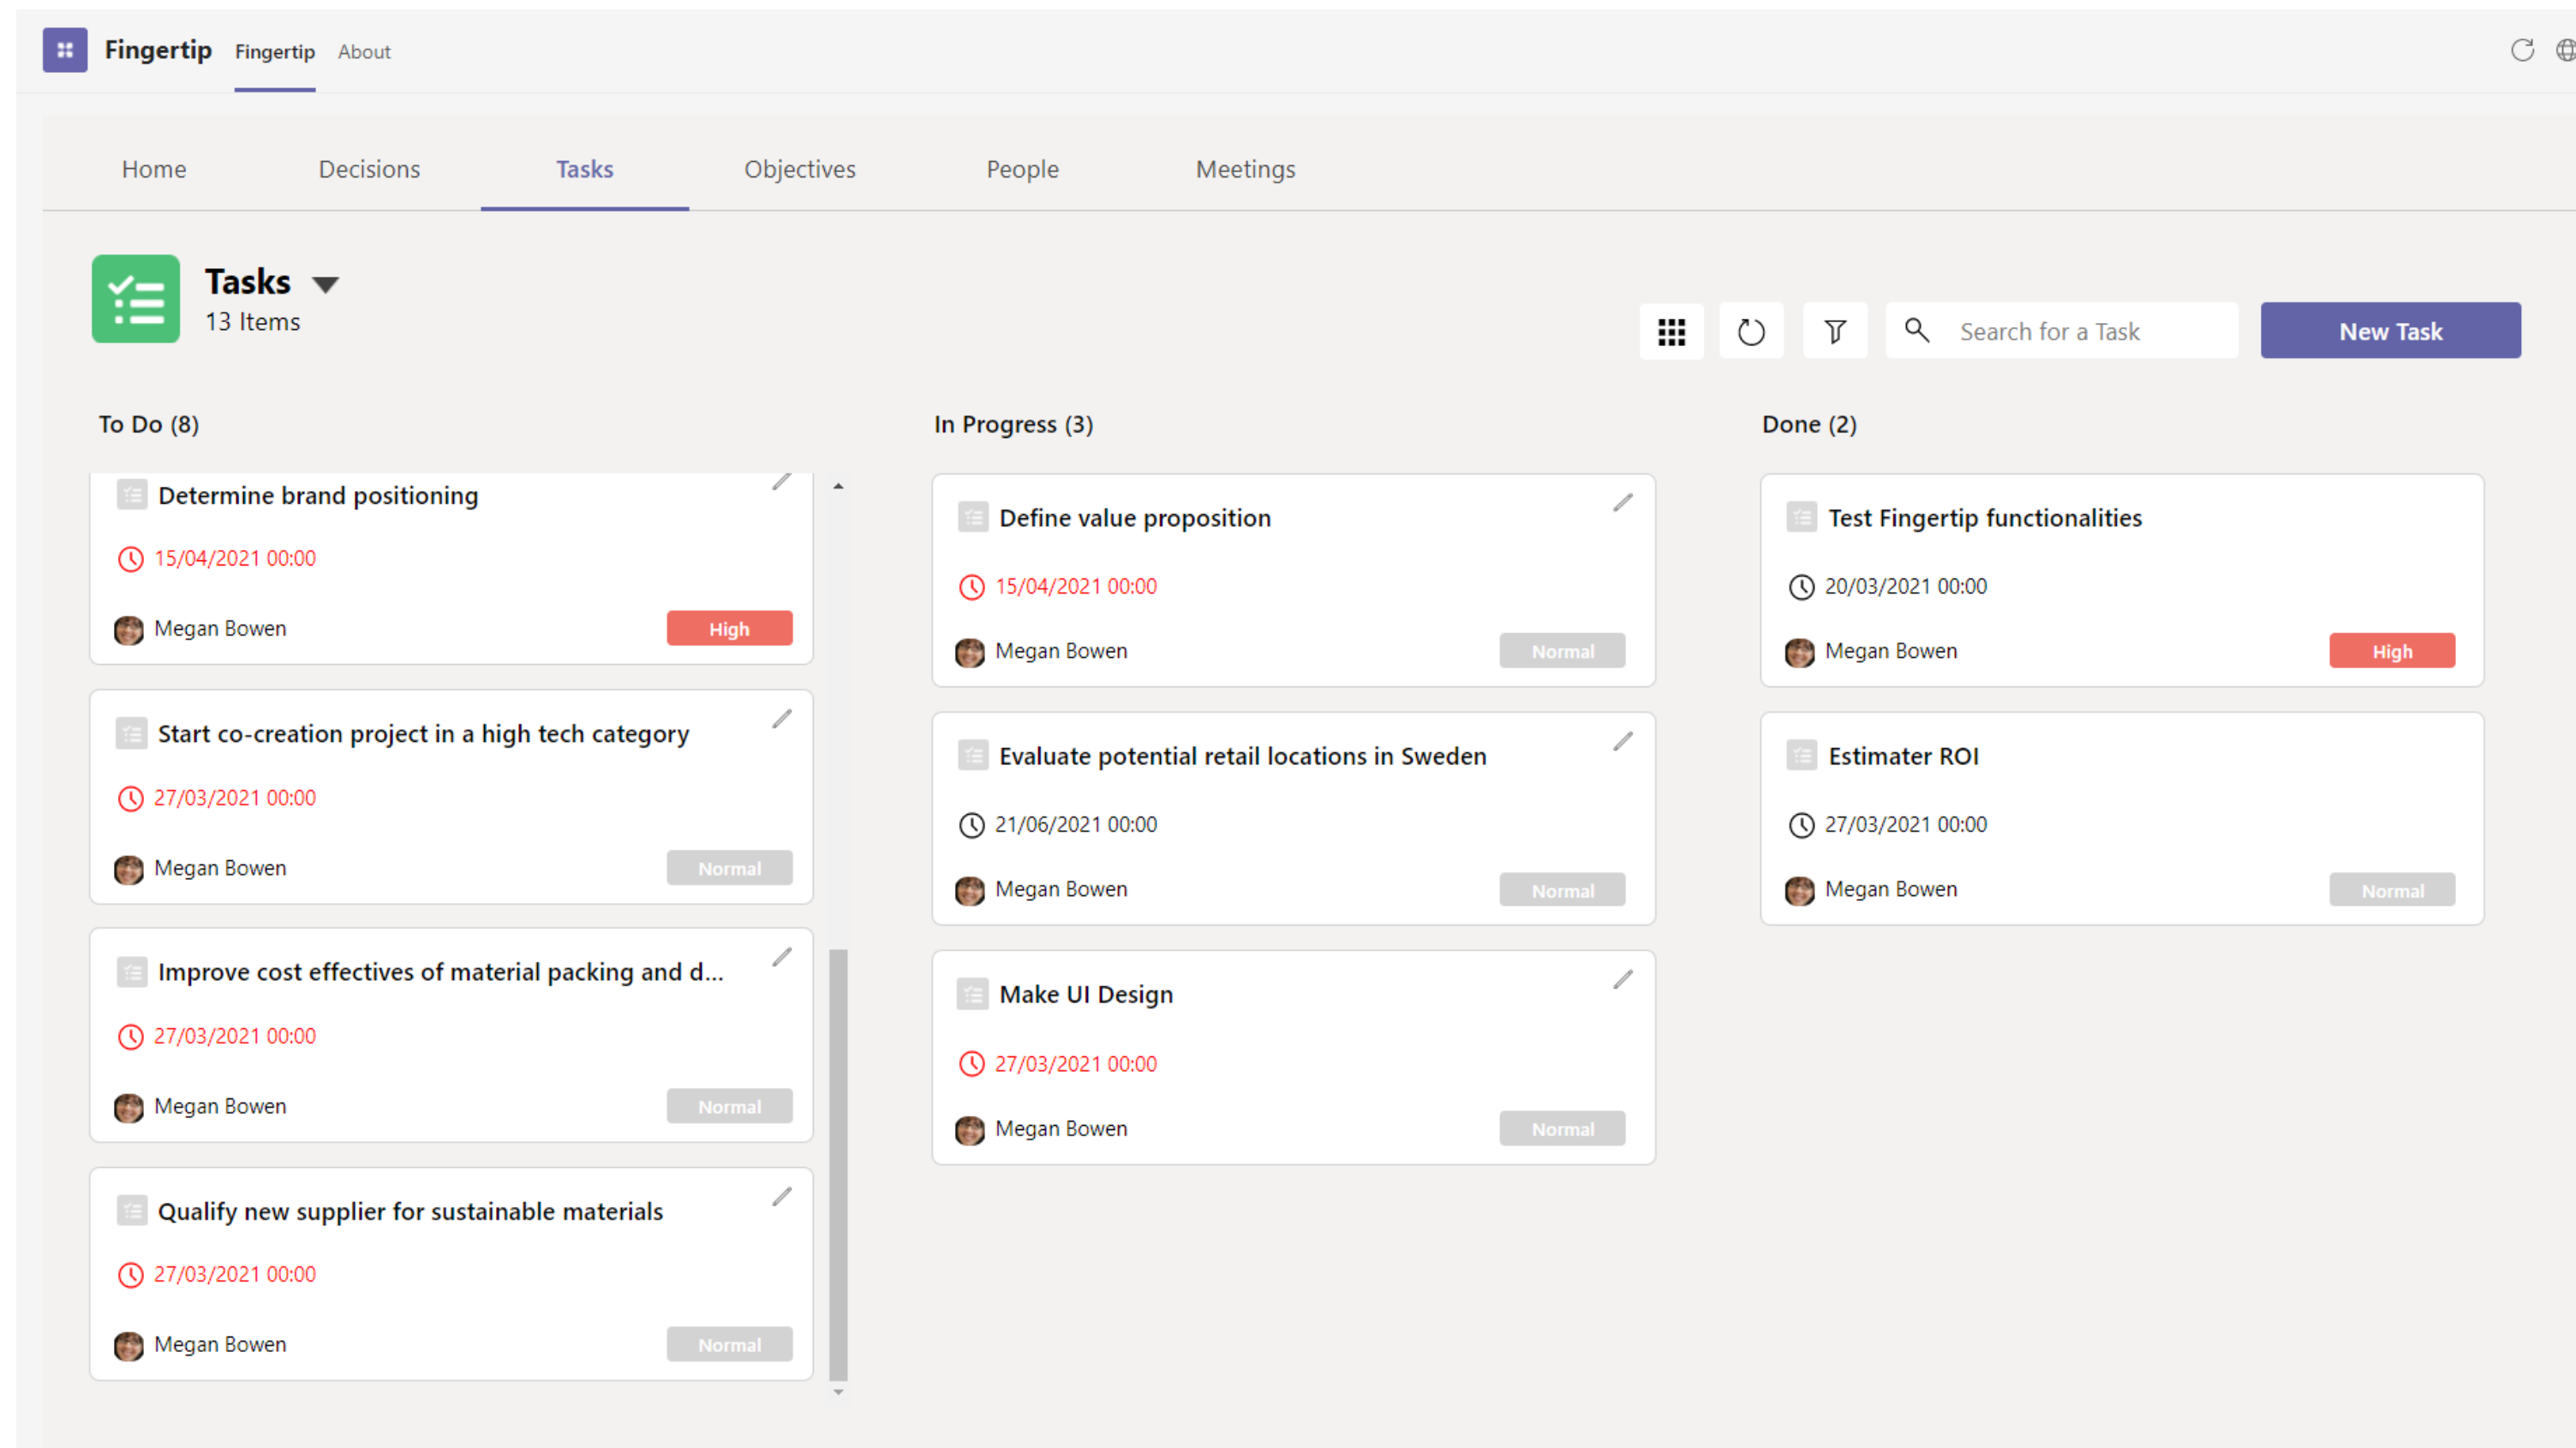 Fingertip Fingertip About
Home Decisions Tasks Objectives People Meetings
Tasks
13 Items
Search for a Task
New Task
To Do (8)
Determine brand positioning
15/04/2021 00:00
Megan Bowen High
Start co-creation project in a high tech category
27/03/2021 00:00
Megan Bowen Normal
Improve cost effectives of material packing and d...
27/03/2021 00:00
Megan Bowen Normal
Qualify new supplier for sustainable materials
27/03/2021 00:00
Megan Bowen Normal
In Progress (3)
Define value proposition
15/04/2021 00:00
Megan Bowen Normal
Evaluate potential retail locations in Sweden
21/06/2021 00:00
Megan Bowen Normal
Make UI Design
27/03/2021 00:00
Megan Bowen Normal
Done (2)
Test Fingertip functionalities
20/03/2021 00:00
Megan Bowen High
Estimater ROI
27/03/2021 00:00
Megan Bowen Normal